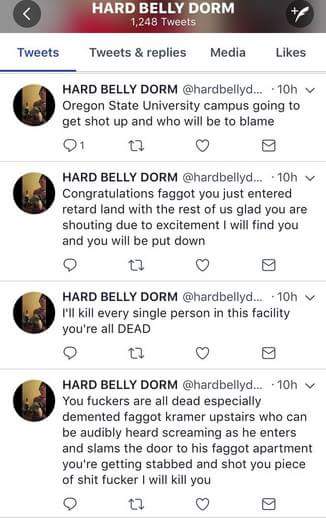 HARD BELLY DORM
1,248 Tweets
Tweets Tweets & replies Media Likes
HARD BELLY DORM @hardbellyd... · 10h
Oregon State University campus going to
get shot up and who will be to blame
1
HARD BELLY DORM @hardbellyd... · 10h
Congratulations faggot you just entered
retard land with the rest of us glad you are
shouting due to excitement I will find you
and you will be put down
HARD BELLY DORM @hardbellyd... · 10h
I'll kill every single person in this facility
you're all DEAD
HARD BELLY DORM @hardbellyd... · 10h
You fuckers are all dead especially
demented faggot kramer upstairs who can
be audibly heard screaming as he enters
and slams the door to his faggot apartment
you're getting stabbed and shot you piece
of shit fucker I will kill you